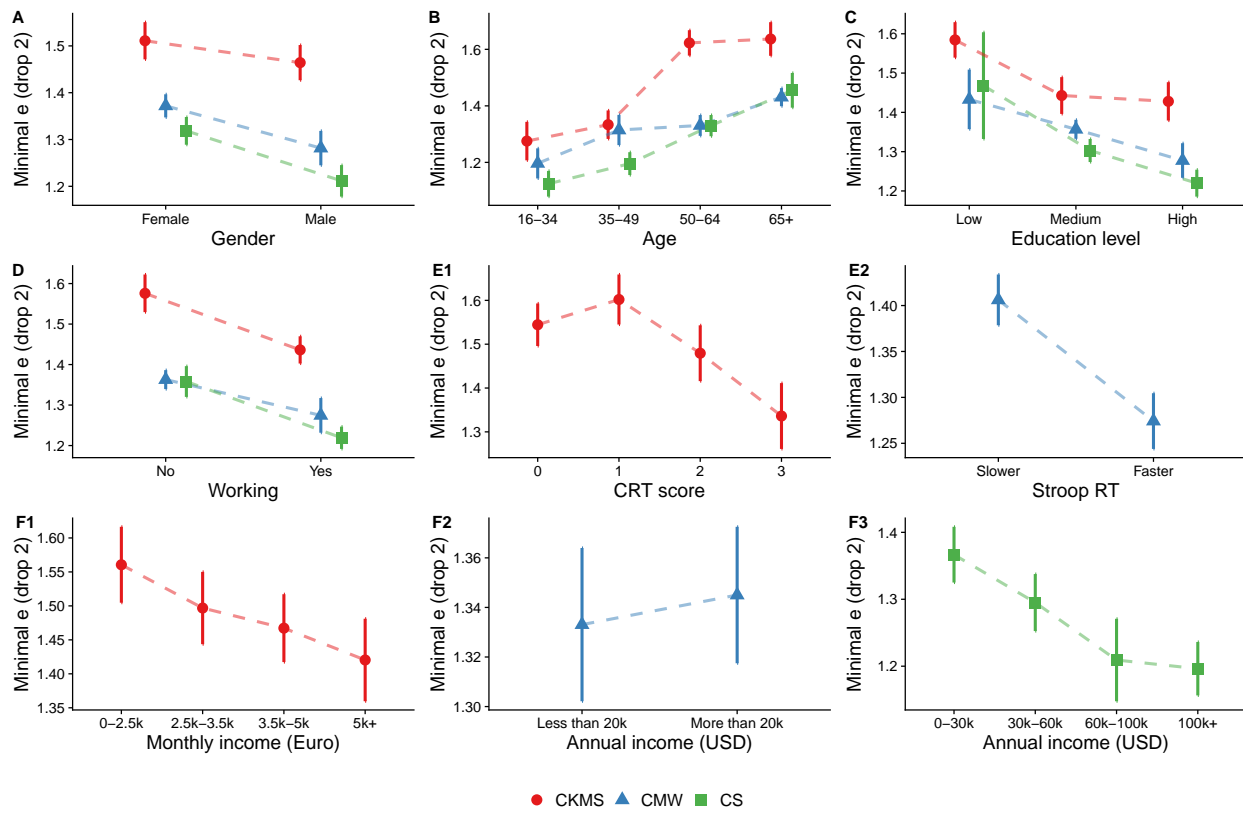 A
Minimal e (drop 2)
1.5
1.4
1.3
1.2
Female
Male
Gender
B
Minimal e (drop 2)
1.6
1.4
1.2
16–34
35–49
50–64
65+
Age
C
Minimal e (drop 2)
1.6
1.5
1.4
1.3
1.2
Low
Medium
High
Education level
D
Minimal e (drop 2)
1.6
1.5
1.4
1.3
1.2
No
Yes
Working
E1
Minimal e (drop 2)
1.6
1.5
1.4
1.3
0
1
2
3
CRT score
E2
Minimal e (drop 2)
1.40
1.35
1.30
1.25
Slower
Faster
Stroop RT
F1
Minimal e (drop 2)
1.60
1.55
1.50
1.45
1.40
1.35
0–2.5k
2.5k–3.5k
3.5k–5k
5k+
Monthly income (Euro)
F2
Minimal e (drop 2)
1.36
1.34
1.32
1.30
Less than 20k
More than 20k
Annual income (USD)
F3
Minimal e (drop 2)
1.4
1.3
1.2
0–30k
30k–60k
60k–100k
100k+
Annual income (USD)
CKMS
CMW
CS